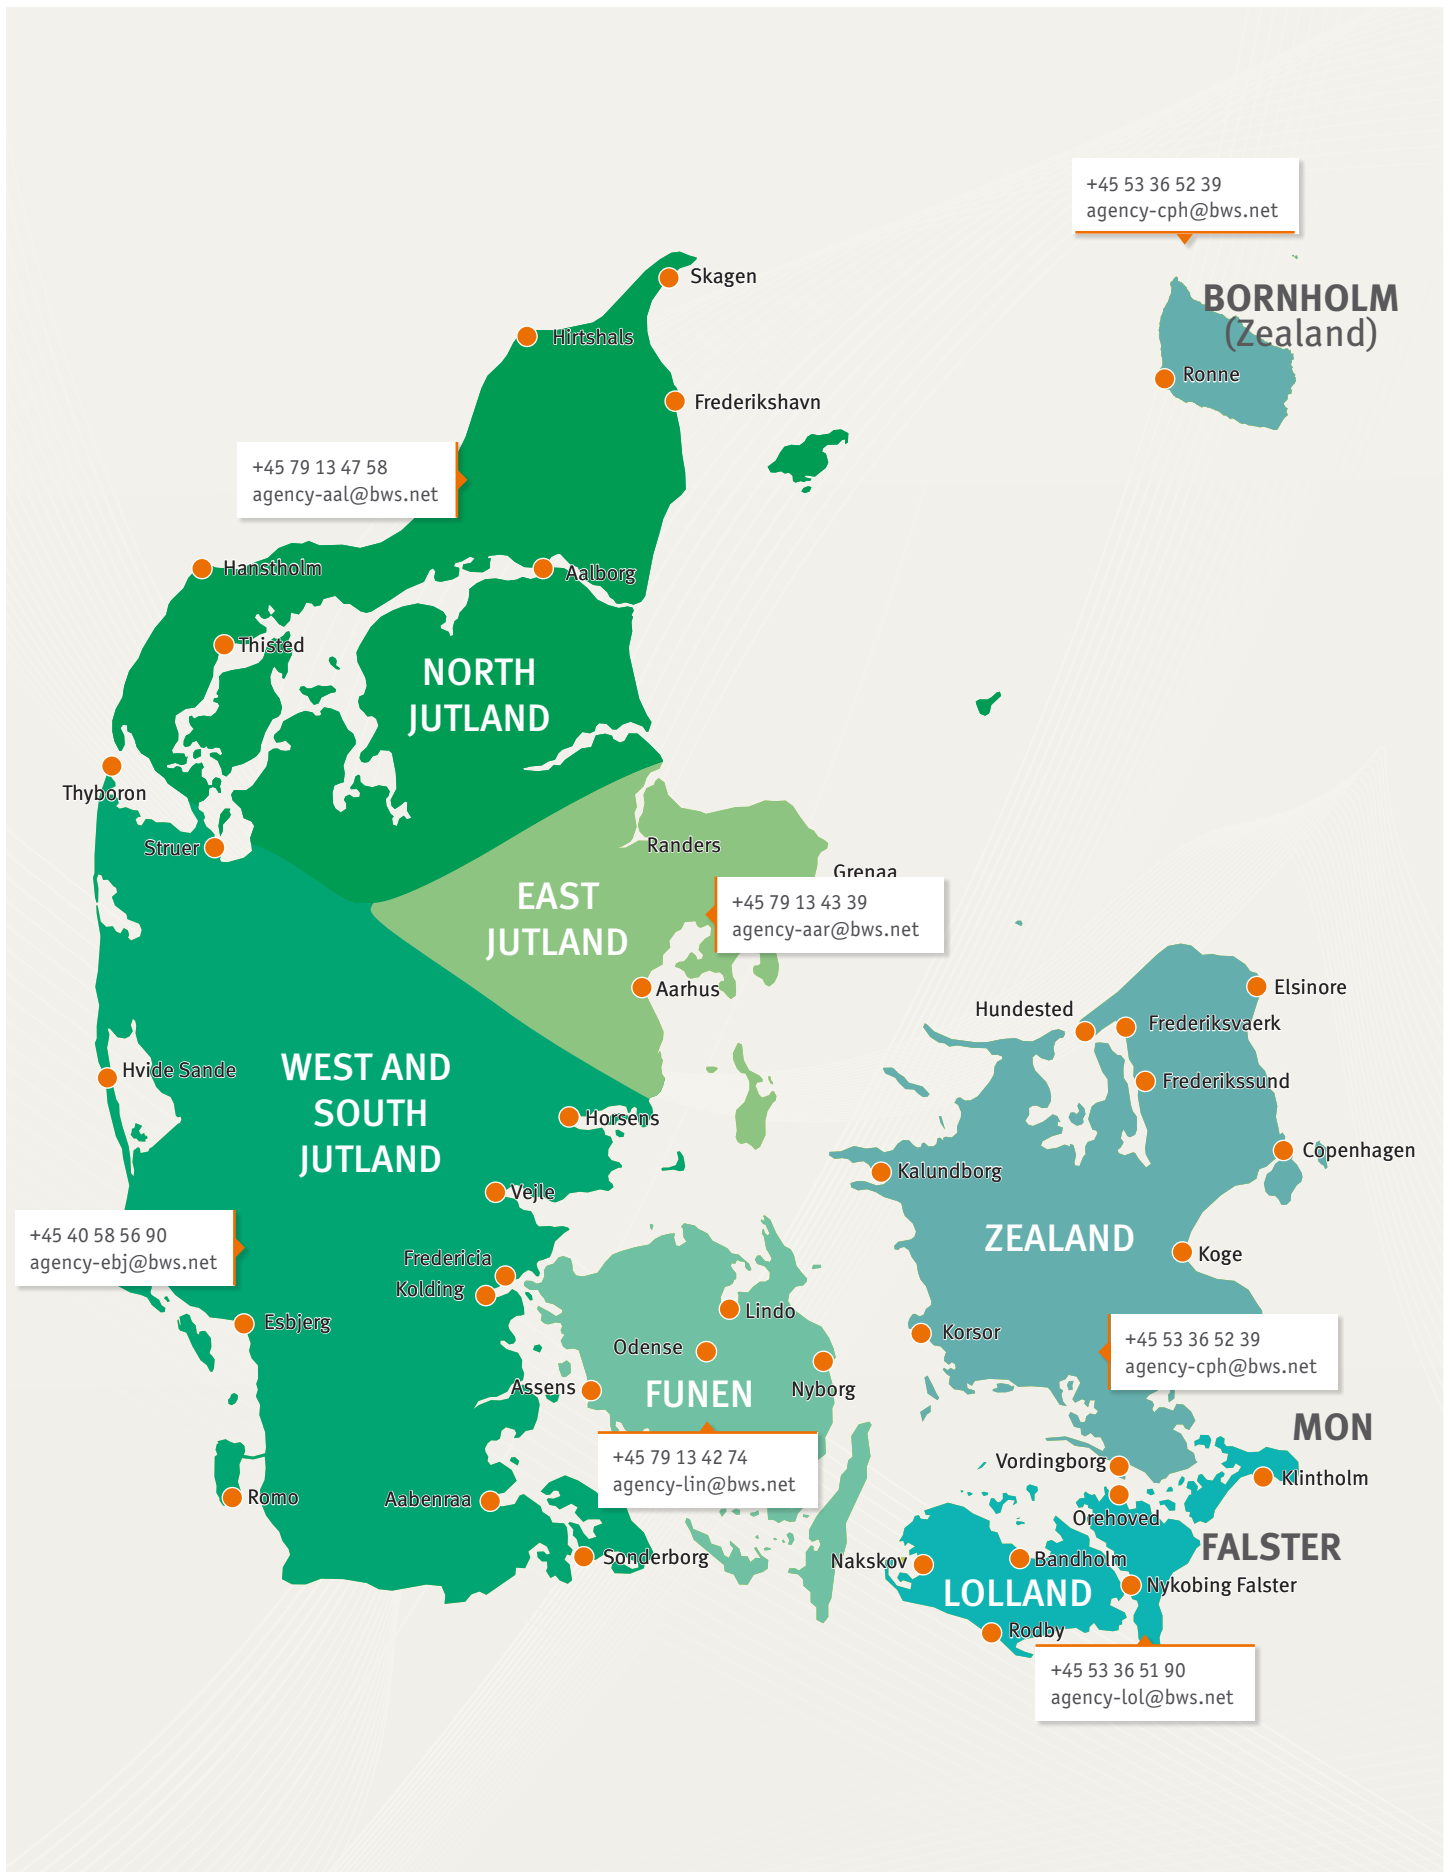 +45 53 36 52 39
agency-cph@bws.net
BORNHOLM
(Zealand)
Ronne
Skagen
Hirtshals
Frederikshavn
+45 79 13 47 58
agency-aal@bws.net
Hanstholm
Aalborg
Thisted
NORTH
JUTLAND
Thyboron
Struer
Randers
Grenaa
EAST
JUTLAND
+45 79 13 43 39
agency-aar@bws.net
Aarhus
Elsinore
Hundested
Frederiksvaerk
Frederikssund
Hvide Sande
WEST AND
SOUTH
JUTLAND
Horsens
Copenhagen
Kalundborg
Vejle
ZEALAND
+45 40 58 56 90
agency-ebj@bws.net
Koge
Fredericia
Kolding
Lindo
Esbjerg
Korsor
+45 53 36 52 39
agency-cph@bws.net
Odense
Assens
FUNEN
Nyborg
MON
+45 79 13 42 74
agency-lin@bws.net
Vordingborg
Klintholm
Romo
Aabenraa
Orehoved
FALSTER
Sonderborg
Nakskov
Bandholm
LOLLAND
Nykobing Falster
Rodby
+45 53 36 51 90
agency-lol@bws.net